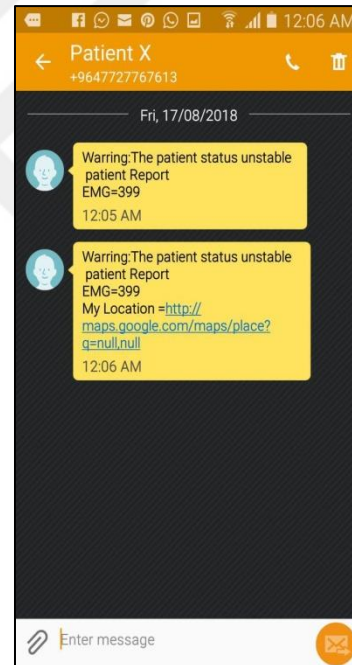 12:06 AM
Patient X
+9647727767613
Fri, 17/08/2018
Warring:The patient status unstable
patient Report
EMG=399
12:05 AM
Warring:The patient status unstable
patient Report
EMG=399
My Location =http://
maps.google.com/maps/place?
q=null,null
12:06 AM
Enter message